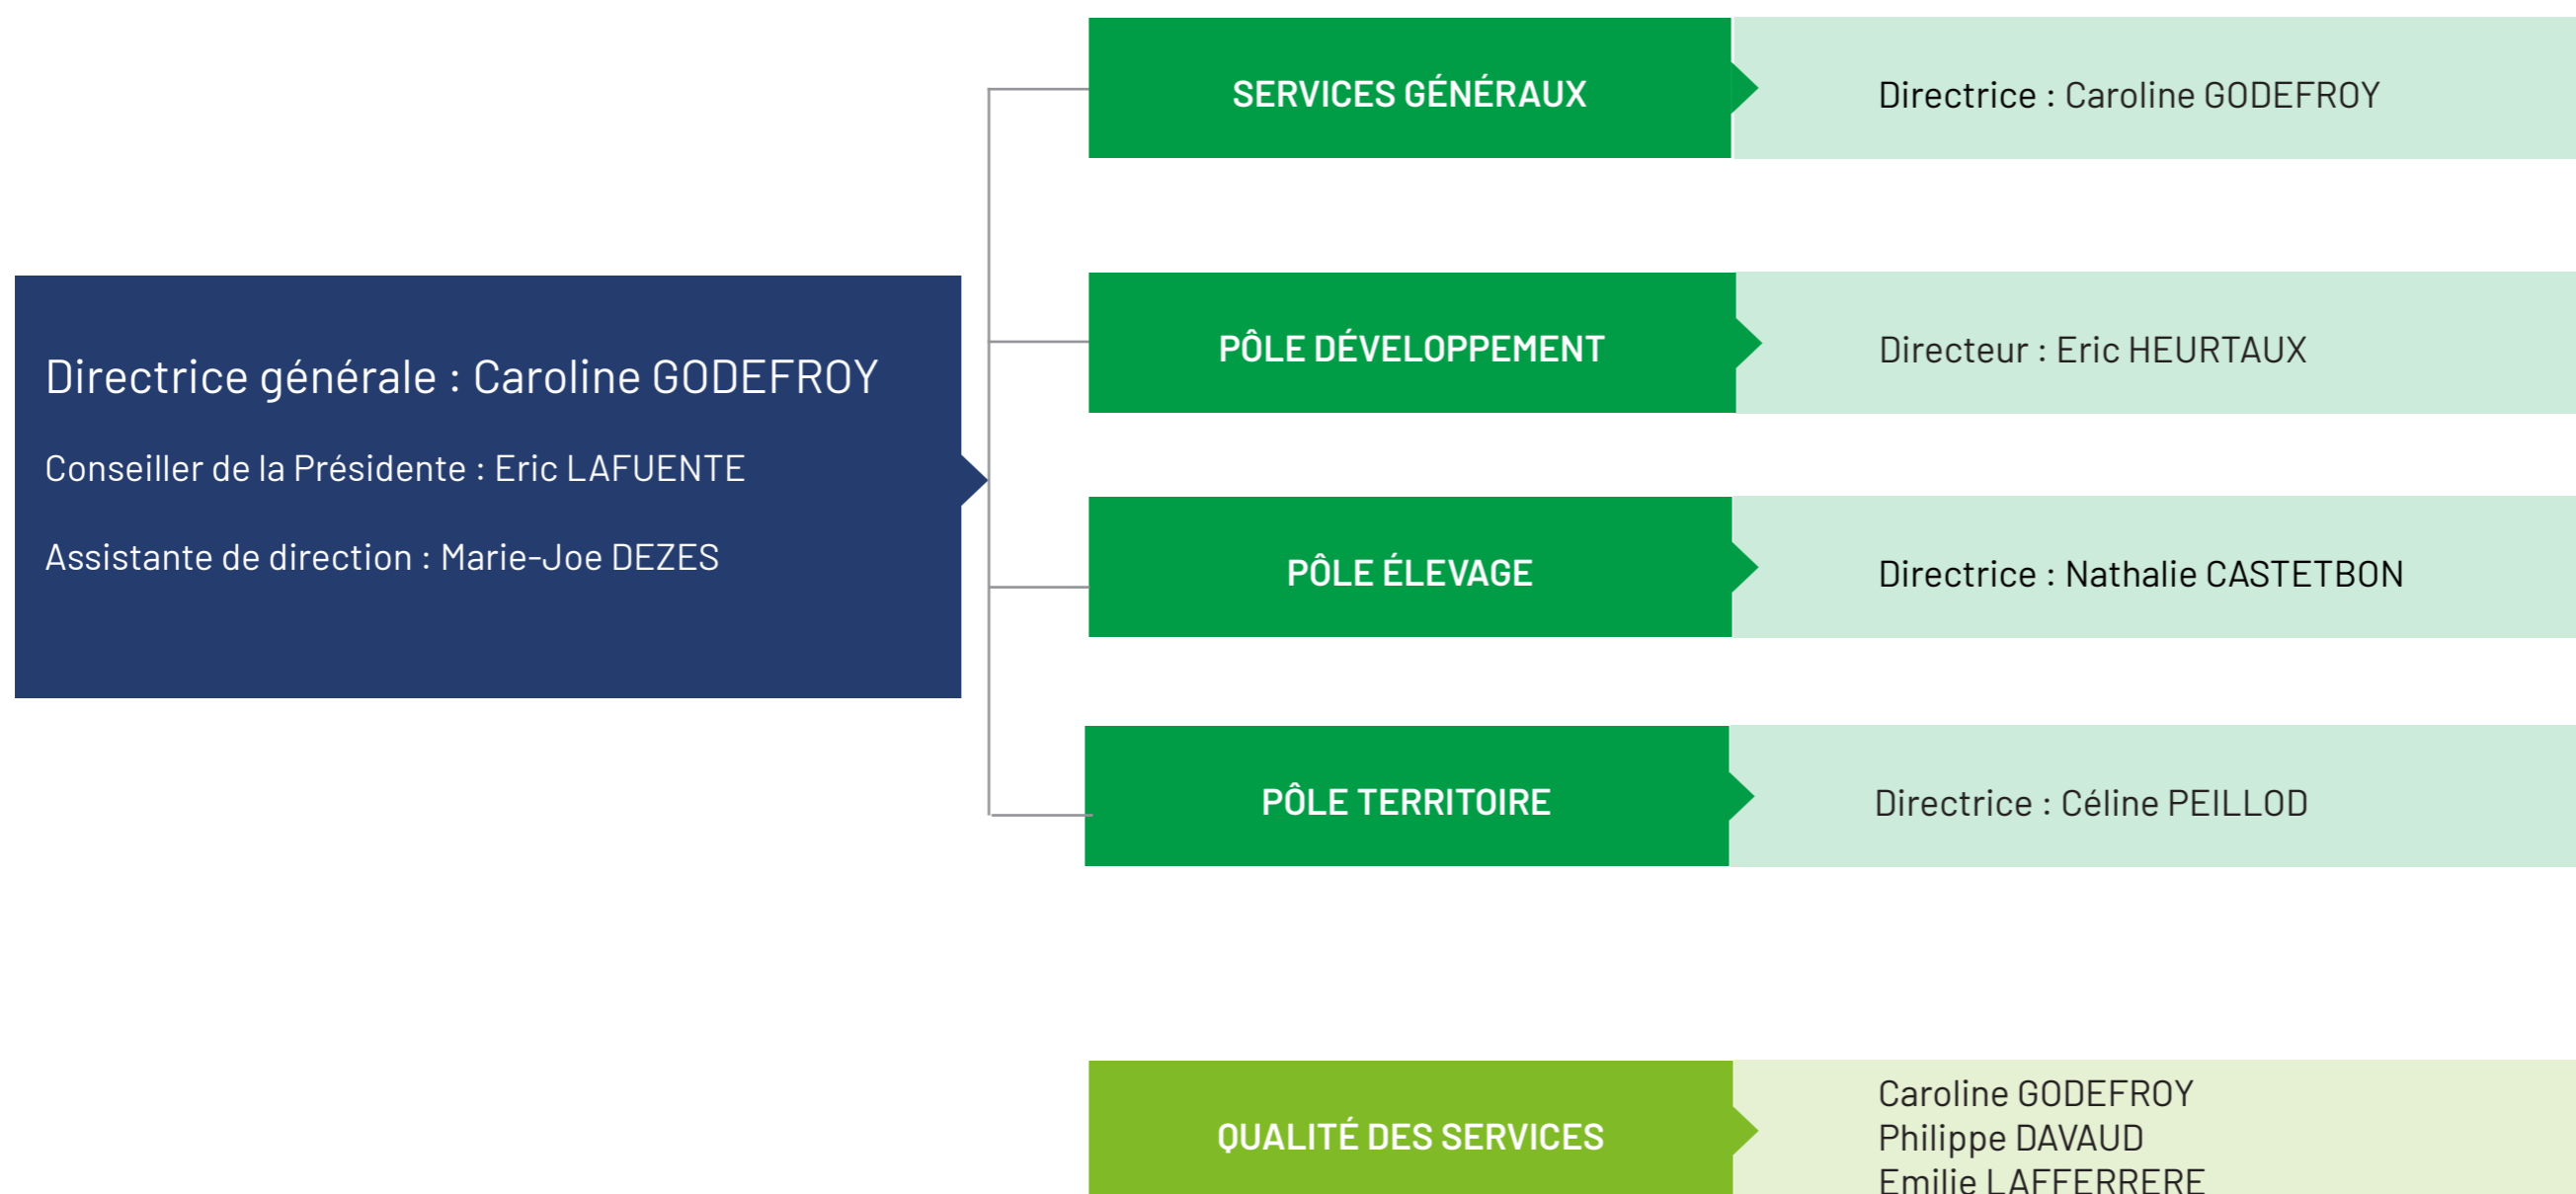 Directrice générale : Caroline GODEFROY
Conseiller de la Présidente : Eric LAFUENTE
Assistante de direction : Marie-Joe DEZES
SERVICES GÉNÉRAUX
Directrice : Caroline GODEFROY
PÔLE DÉVELOPPEMENT
Directeur : Eric HEURTAUX
PÔLE ÉLEVAGE
Directrice : Nathalie CASTETBON
PÔLE TERRITOIRE
Directrice : Céline PEILLOD
QUALITÉ DES SERVICES
Caroline GODEFROY
Philippe DAVAUD
Emilie LAFFERRERE